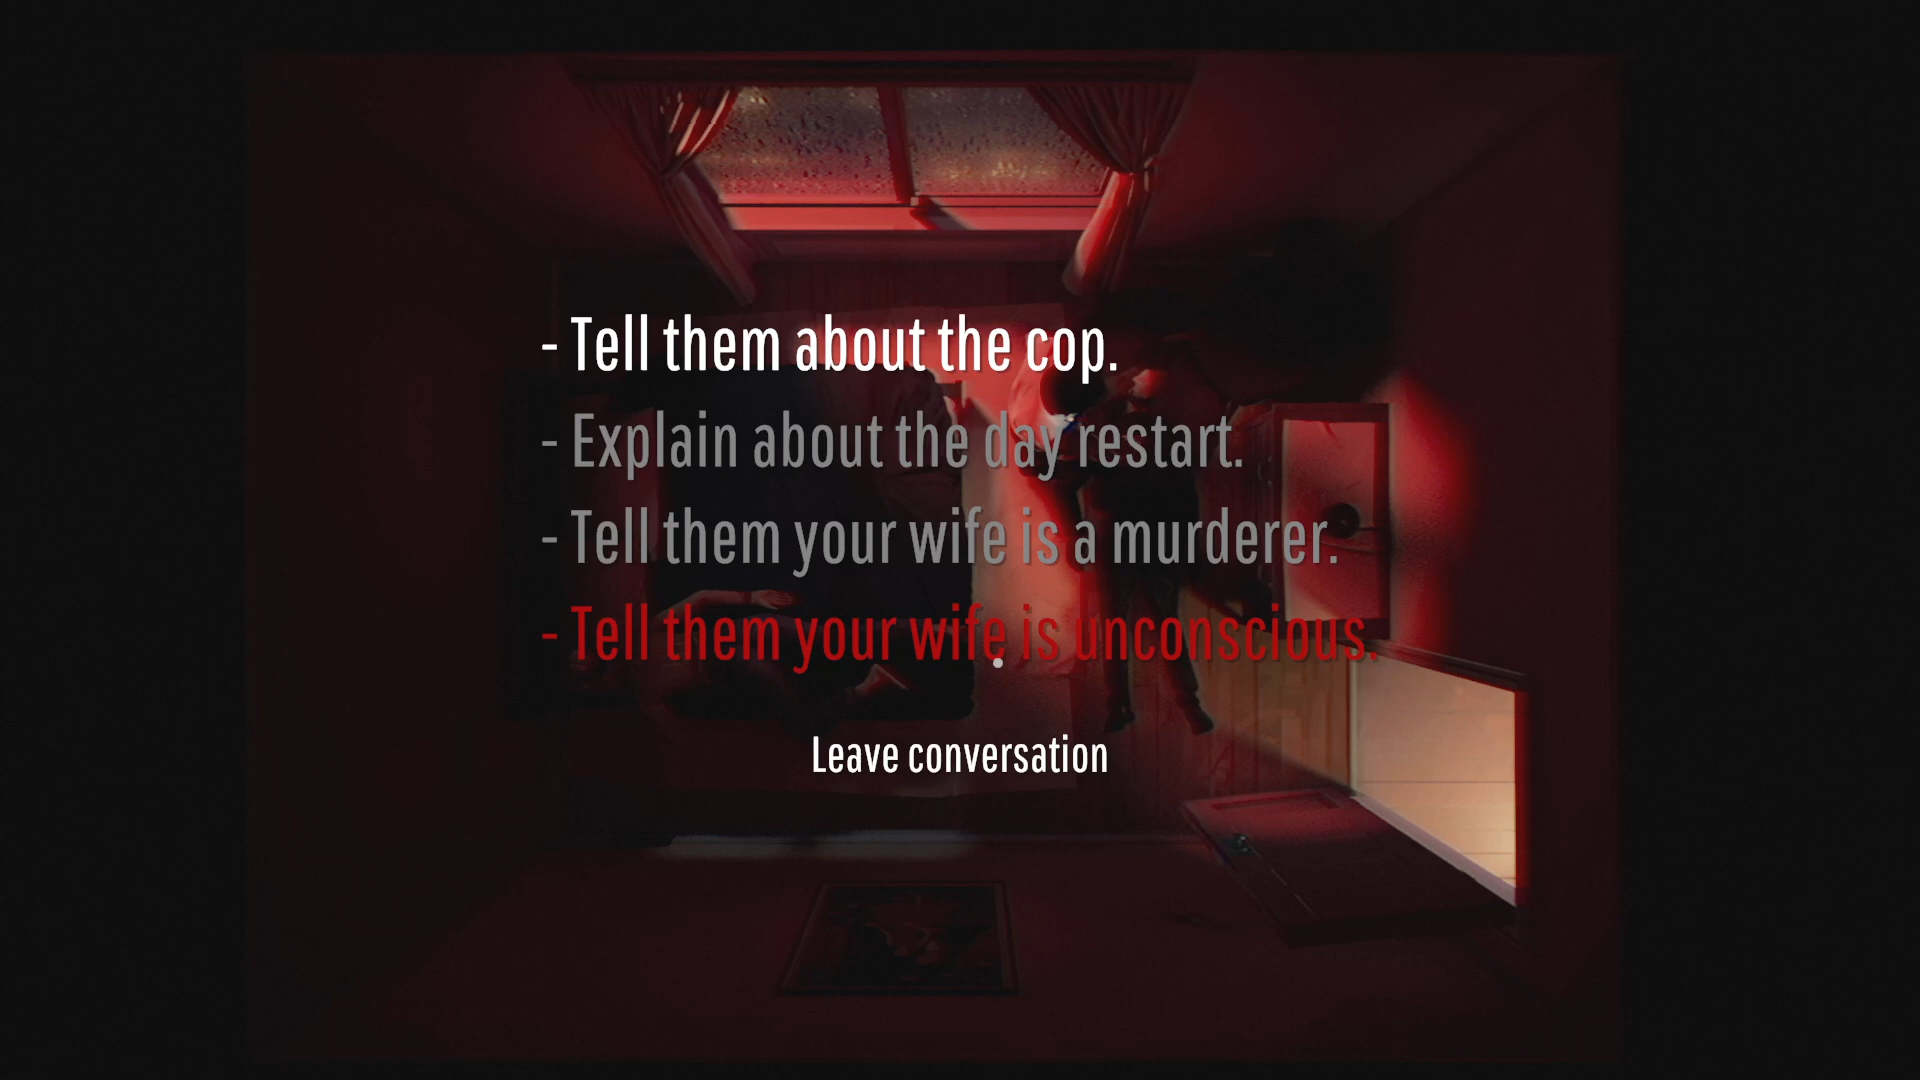 - Tell them about the cop.
- Explain about the day restart.
- Tell them your wife is a murderer.
- Tell them your wife is unconscious.
Leave conversation